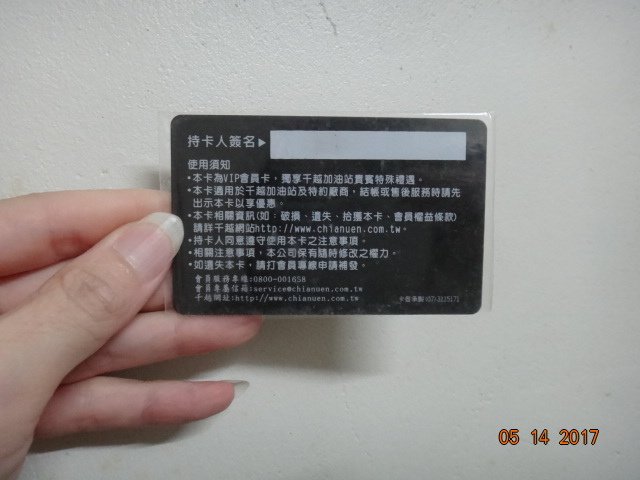 持卡人簽名▶
使用須知
•本卡為VIP會員卡，獨享千越加油站貴賓特殊禮遇。
•本卡適用於千越加油站及特約廠商，結帳或售後服務時請先
出示本卡以享優惠。
•本卡相關資訊(如：破損、遺失、拾獲本卡、會員權益條款)
請詳千越網站http://www.chianuen.com.tw。
•持卡人同意遵守使用本卡之注意事項。
•相關注意事項，本公司保有隨時修改之權力。
•如遺失本卡，請打會員專線申請補發。
會員服務專線:0800-001658
會員專屬信箱:service@chianuen.com.tw
千越網址:http://www.chianuen.com.tw
05 14 2017